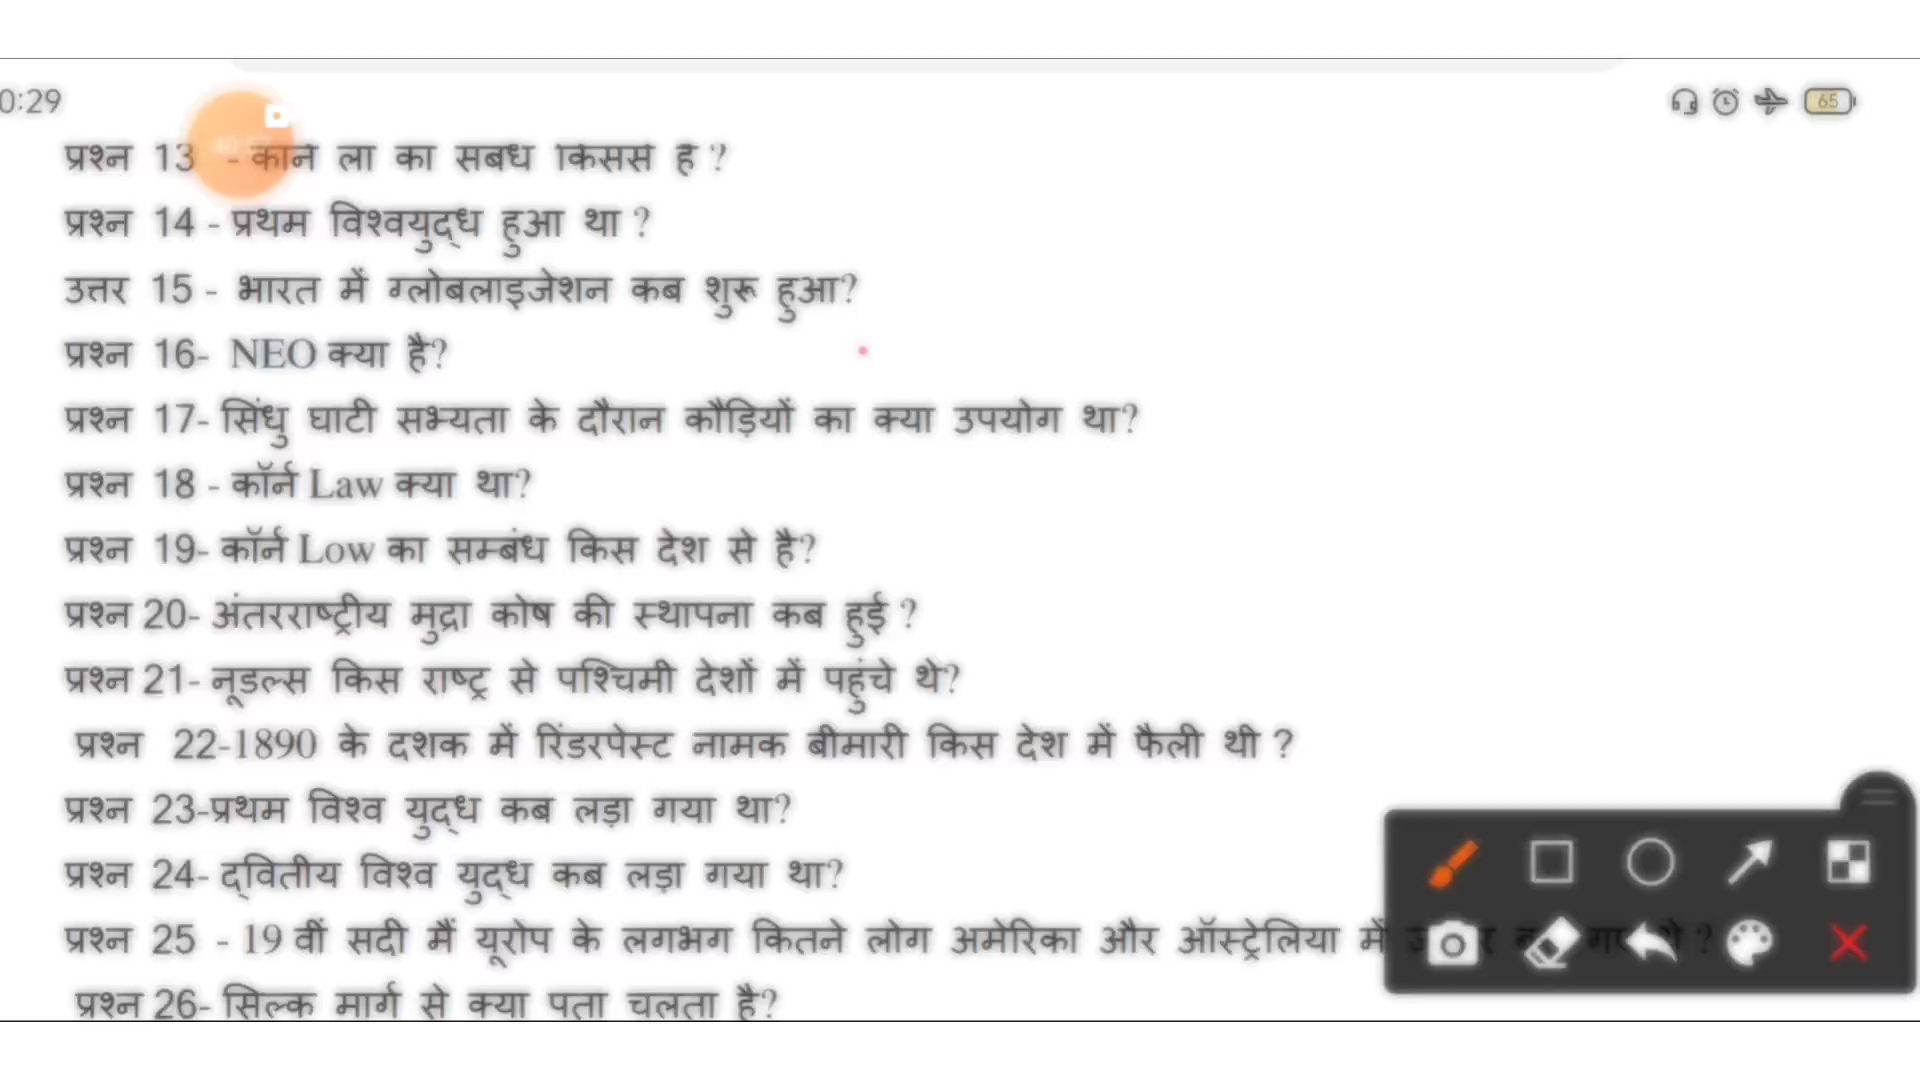 0:29
65
प्रश्न 13 - कॉर्न लॉ का संबंध किससे है ?
प्रश्न 14 - प्रथम विश्वयुद्ध हुआ था ?
उत्तर 15 - भारत में ग्लोबलाइजेशन कब शुरू हुआ?
प्रश्न 16- NEO क्या है?
प्रश्न 17- सिंधु घाटी सभ्यता के दौरान कौड़ियों का क्या उपयोग था?
प्रश्न 18 - कॉर्न Law क्या था?
प्रश्न 19- कॉर्न Low का सम्बंध किस देश से है?
प्रश्न 20- अंतरराष्ट्रीय मुद्रा कोष की स्थापना कब हुई ?
प्रश्न 21- नूडल्स किस राष्ट्र से पश्चिमी देशों में पहुंचे थे?
प्रश्न 22-1890 के दशक में रिंडरपेस्ट नामक बीमारी किस देश में फैली थी ?
प्रश्न 23-प्रथम विश्व युद्ध कब लड़ा गया था?
प्रश्न 24- द्वितीय विश्व युद्ध कब लड़ा गया था?
प्रश्न 25 - 19 वीं सदी मैं यूरोप के लगभग कितने लोग अमेरिका और ऑस्ट्रेलिया में ?
प्रश्न 26- सिल्क मार्ग से क्या पता चलता है?